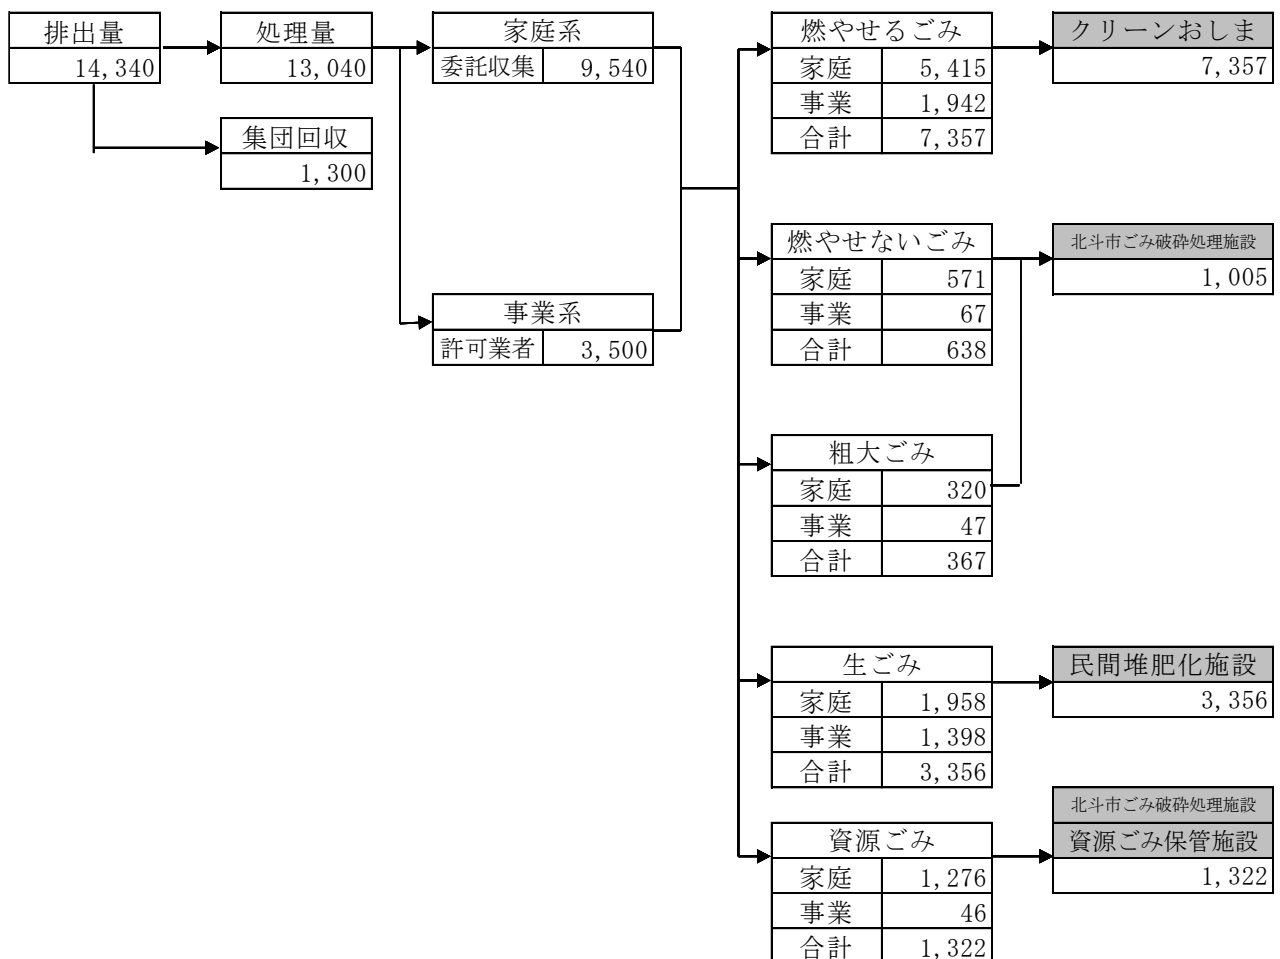 排出量
14,340
処理量
13,040
集団回収
1,300
家庭系
委託収集 9,540
事業系
許可業者 3,500
燃やせるごみ
家庭 5,415
事業 1,942
合計 7,357
クリーンおしま
7,357
燃やせないごみ
家庭 571
事業 67
合計 638
北斗市ごみ破砕処理施設
1,005
粗大ごみ
家庭 320
事業 47
合計 367
生ごみ
家庭 1,958
事業 1,398
合計 3,356
民間堆肥化施設
3,356
資源ごみ
家庭 1,276
事業 46
合計 1,322
北斗市ごみ破砕処理施設
資源ごみ保管施設
1,322